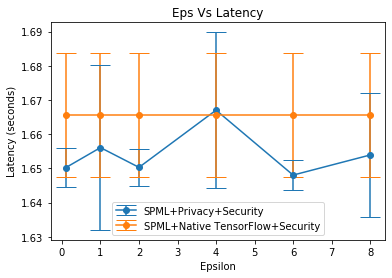 Eps Vs Latency
Latency (seconds)
1.69
1.68
1.67
1.66
1.65
1.64
1.63
SPML+Privacy+Security
SPML+Native TensorFlow+Security
0 1 2 3 4 5 6 7 8
Epsilon